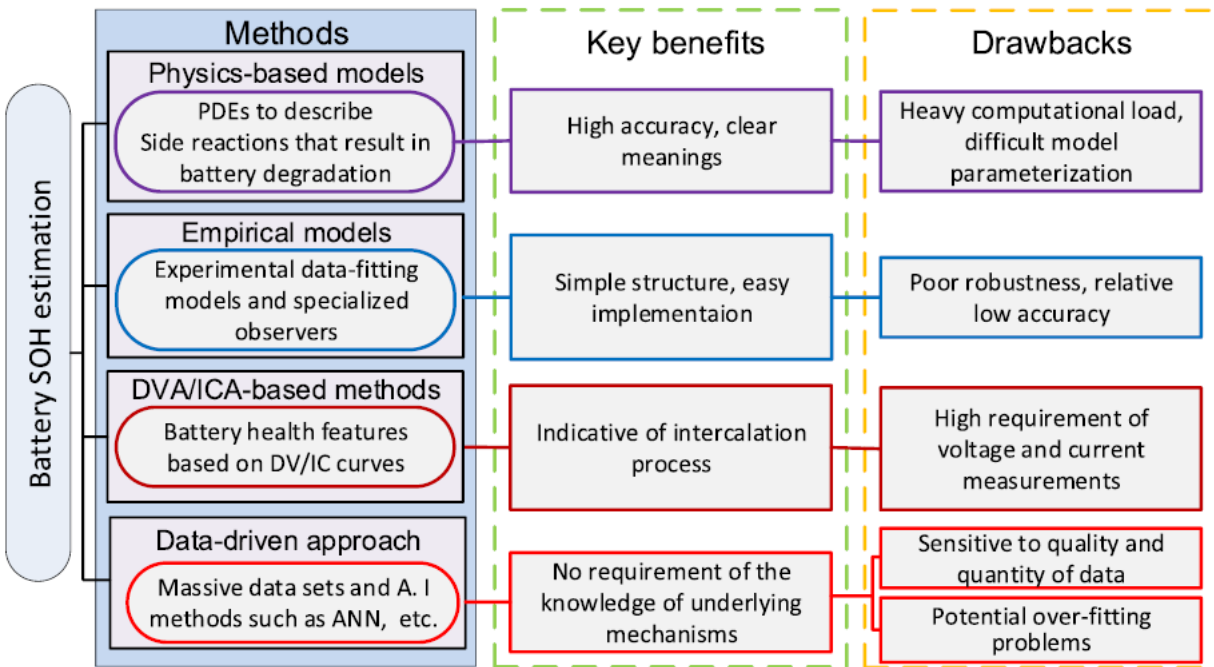 Battery SOH estimation
Methods
Physics-based models
PDEs to describe
Side reactions that result in
battery degradation
Empirical models
Experimental data-fitting
models and specialized
observers
DVA/ICA-based methods
Battery health features
based on DV/IC curves
Data-driven approach
Massive data sets and A. I
methods such as ANN, etc.
Key benefits
High accuracy, clear
meanings
Simple structure, easy
implementaion
Indicative of intercalation
process
No requirement of the
knowledge of underlying
mechanisms
Drawbacks
Heavy computational load,
difficult model
parameterization
Poor robustness, relative
low accuracy
High requirement of
voltage and current
measurements
Sensitive to quality and
quantity of data
Potential over-fitting
problems